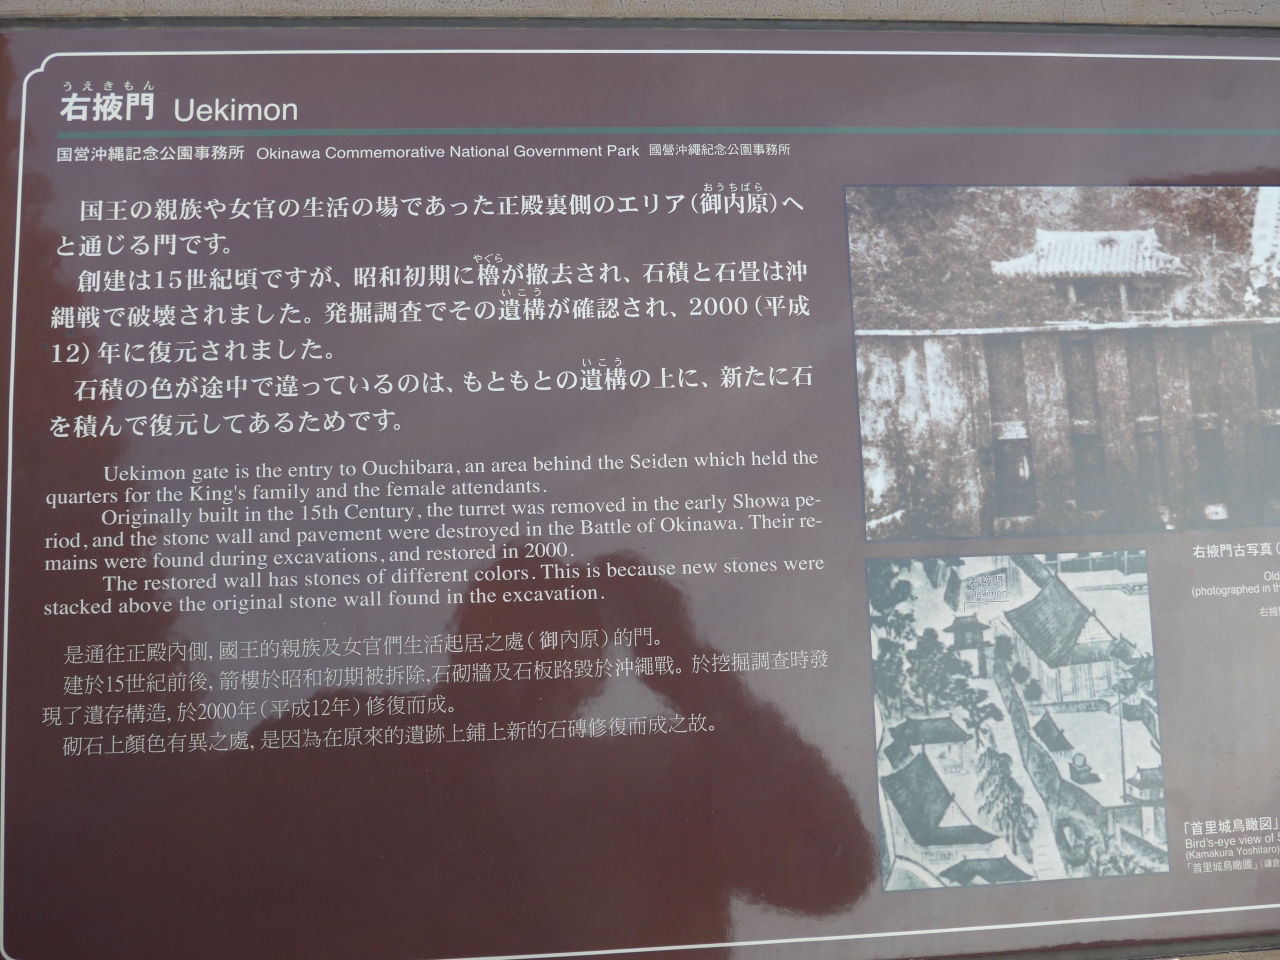 うえきもん
右掖門 Uekimon
国営沖縄記念公園事務所 Okinawa Commemorative National Government Park 國營沖繩紀念公園事務所
おうちばら
国王の親族や女官の生活の場であった正殿裏側のエリア(御内原)へ
と通じる門です。
やぐら
創建は15世紀頃ですが、昭和初期に櫓が撤去され、石積と石畳は沖
いこう
縄戦で破壊されました。発掘調査でその遺構が確認され、2000(平成
12)年に復元されました。
いこう
石積の色が途中で違っているのは、もともとの遺構の上に、新たに石
を積んで復元してあるためです。
Uekimon gate is the entry to Ouchibara, an area behind the Seiden which held the
quarters for the King's family and the female attendants.
Originally built in the 15th Century, the turret was removed in the early Showa pe-
riod, and the stone wall and pavement were destroyed in the Battle of Okinawa. Their re-
mains were found during excavations, and restored in 2000.
The restored wall has stones of different colors. This is because new stones were
stacked above the original stone wall found in the excavation.
是通往正殿內側, 國王的親族及女官們生活起居之處(御內原)的門。
建於15世紀前後, 箭樓於昭和初期被拆除, 石砌牆及石板路毀於沖繩戰。於挖掘調查時發
現了遺存構造, 於2000年(平成12年)修復而成。
砌石上顏色有異之處, 是因為在原來的遺跡上鋪上新的石磚修復而成之故。
右掖門古写真(
Old
(photographed in th
右掖
右掖門
Uekimon
「首里城鳥瞰図」
Bird's-eye view of S
(Kamakura Yoshitaro)
「首里城鳥瞰圖」(鎌倉